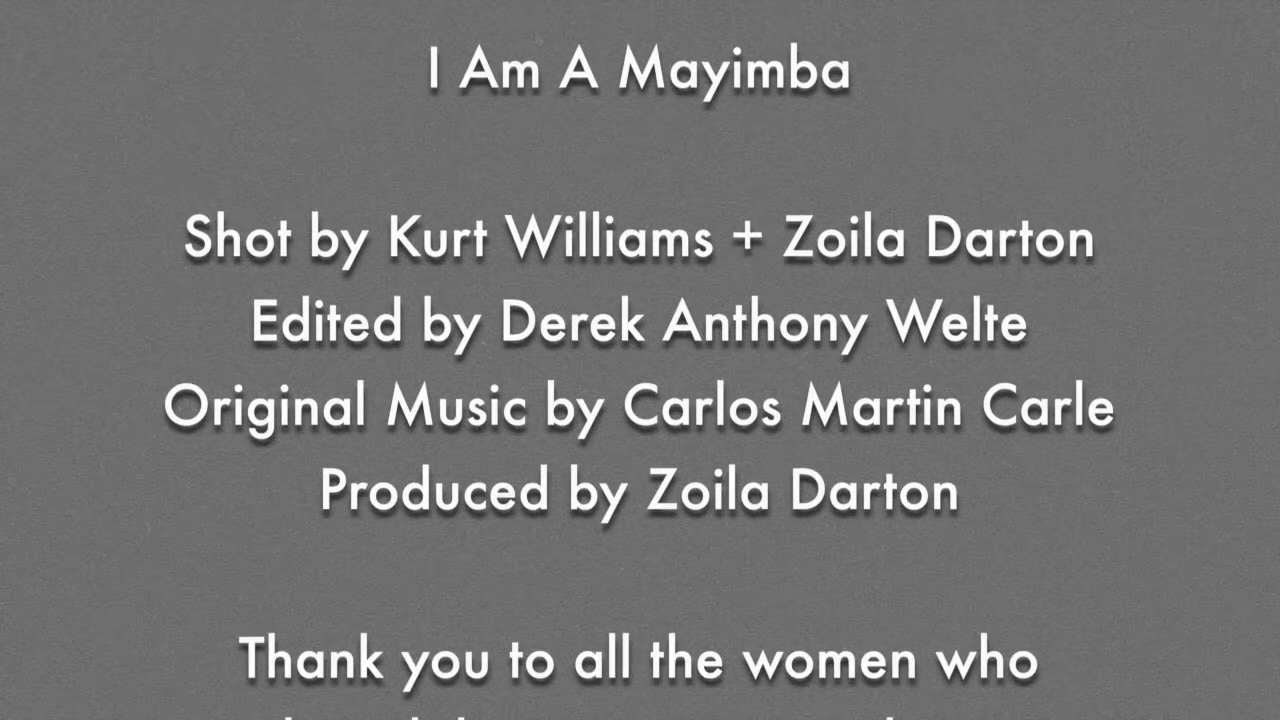 I Am A Mayimba
Shot by Kurt Williams + Zoila Darton
Edited by Derek Anthony Welte
Original Music by Carlos Martin Carle
Produced by Zoila Darton
Thank you to all the women who